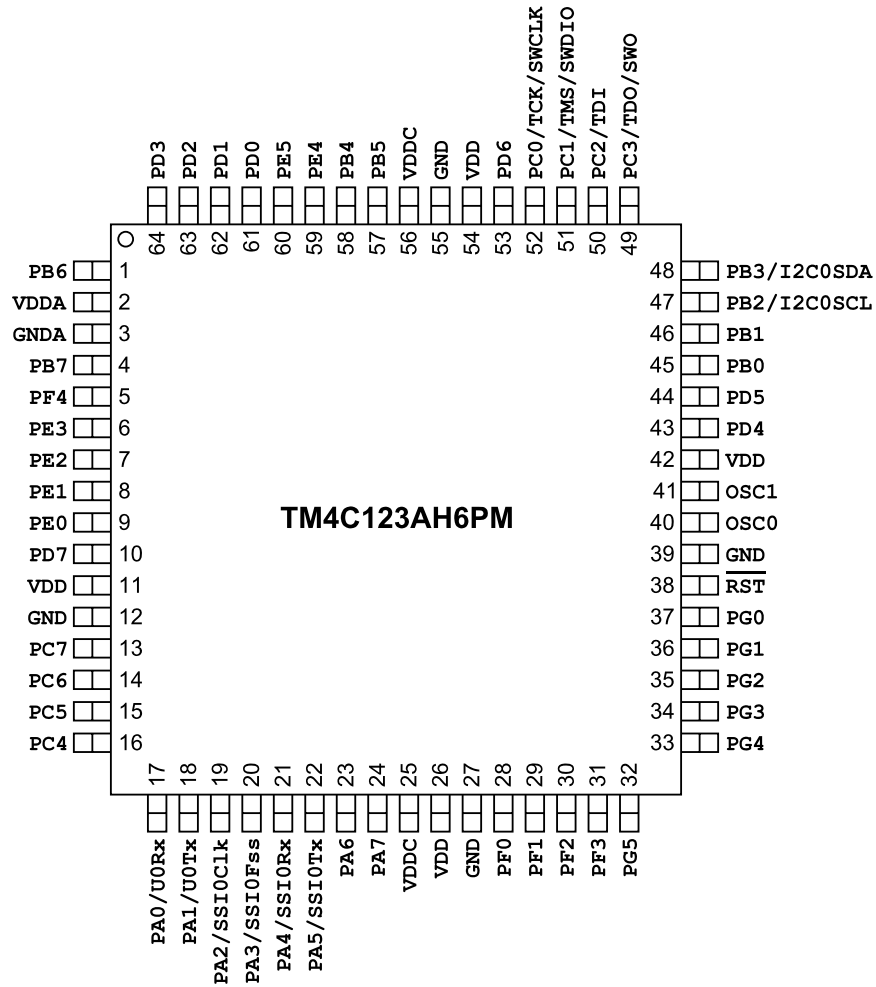 PD3 PD2 PD1 PD0 PE5 PE4 PB4 PB5 VDDC GND VDD PD6 PC0/TCK/SWCLK PC1/TMS/SWDIO PC2/TDI PC3/TDO/SWO
64 63 62 61 60 59 58 57 56 55 54 53 52 51 50 49
PB6 1 48 PB3/I2C0SDA
VDDA 2 47 PB2/I2C0SCL
GNDA 3 46 PB1
PB7 4 45 PB0
PF4 5 44 PD5
PE3 6 43 PD4
PE2 7 42 VDD
PE1 8 41 OSC1
TM4C123AH6PM
PE0 9 40 OSC0
PD7 10 39 GND
VDD 11 38 RST
GND 12 37 PG0
PC7 13 36 PG1
PC6 14 35 PG2
PC5 15 34 PG3
PC4 16 33 PG4
17 18 19 20 21 22 23 24 25 26 27 28 29 30 31 32
PA0/U0Rx PA1/U0Tx PA2/SSI0Clk PA3/SSI0Fss PA4/SSI0Rx PA5/SSI0Tx PA6 PA7 VDDC VDD GND PF0 PF1 PF2 PF3 PG5